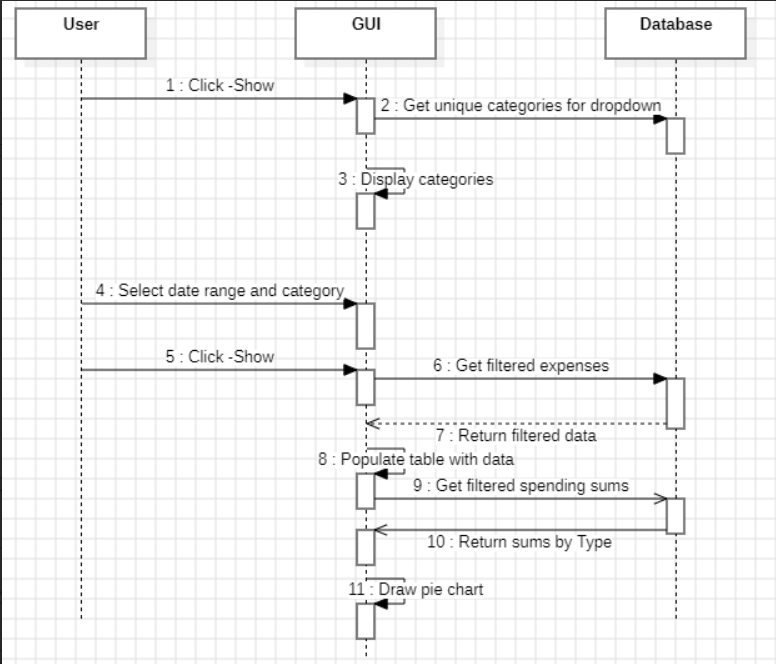 User GUI Database
1 : Click -Show
2 : Get unique categories for dropdown
3 : Display categories
4 : Select date range and category
5 : Click -Show
6 : Get filtered expenses
7 : Return filtered data
8 : Populate table with data
9 : Get filtered spending sums
10 : Return sums by Type
11 : Draw pie chart